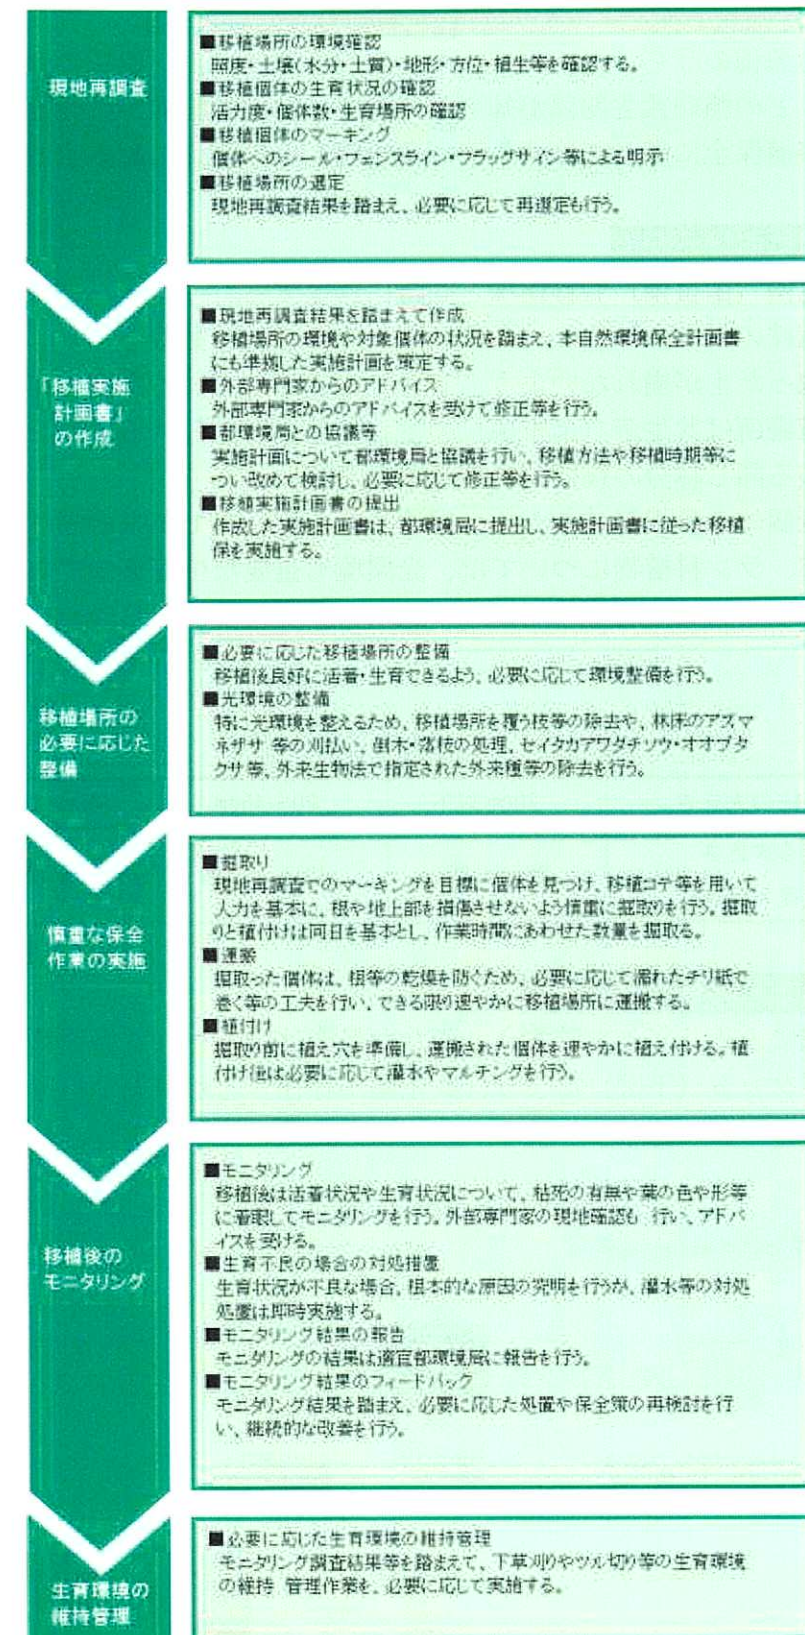 現地再調査
■移植場所の環境確認
照度・土壌(水分・土質)・地形・方位・植生等を確認する。
■移植個体の生育状況の確認
活力度・個体数・生育場所の確認
■移植個体のマーキング
個体へのシール・フェンスライン・フラッグサイン等による明示
■移植場所の選定
現地再調査結果を踏まえ、必要に応じて再選定も行う。
「移植実施
計画書」
の作成
■現地再調査結果を踏まえて作成
移植場所の環境や対象個体の状況を踏まえ、本自然環境保全計画書
にも準拠した実施計画を策定する。
■外部専門家からのアドバイス
外部専門家からのアドバイスを受けて修正等を行う。
■都環境局との協議等
実施計画について都環境局と協議を行い、移植方法や移植時期等に
つい改めて検討し、必要に応じて修正等を行う。
■移植実施計画書の提出
作成した実施計画書は、都環境局に提出し、実施計画書に従った移植
保を実施する。
移植場所の
必要に応じた
整備
■必要に応じた移植場所の整備
移植後良好に活着・生育できるよう、必要に応じて環境整備を行う。
■光環境の整備
特に光環境を整えるため、移植場所を覆う枝等の除去や、林床のアズマ
ネザサ 等の刈払い、倒木・落枝の処理、セイタカアワダチソウ・オオブタ
クサ等、外来生物法で指定された外来種等の除去を行う。
慎重な保全
作業の実施
■掘取り
現地再調査でのマーキングを目標に個体を見つけ、移植コテ等を用いて
人力を基本に、根や地上部を損傷させないよう慎重に掘取りを行う。掘取
りと植付けは同日を基本とし、作業時間にあわせた数量を掘取る。
■運搬
掘取った個体は、根等の乾燥を防ぐため、必要に応じて濡れたチリ紙で
巻く等の工夫を行い、できる限り速やかに移植場所に運搬する。
■植付け
掘取り前に植え穴を準備し、運搬された個体を速やかに植え付ける。植
付け後は必要に応じて灌水やマルチングを行う。
移植後の
モニタリング
■モニタリング
移植後は活着状況や生育状況について、枯死の有無や葉の色や形等
に着眼してモニタリングを行う。外部専門家の現地確認も 行い、アドバ
イスを受ける。
■生育不良の場合の対処措置
生育状況が不良な場合、根本的な原因の究明を行うが、灌水等の対処
処置は即時実施する。
■モニタリング結果の報告
モニタリングの結果は適宜都環境局に報告を行う。
■モニタリング結果のフィードバック
モニタリング結果を踏まえ、必要に応じた処置や保全策の再検討を行
い、継続的な改善を行う。
生育環境の
維持管理
■必要に応じた生育環境の維持管理
モニタリング調査結果等を踏まえて、下草刈りやツル切り等の生育環境
の維持 管理作業を、必要に応じて実施する。